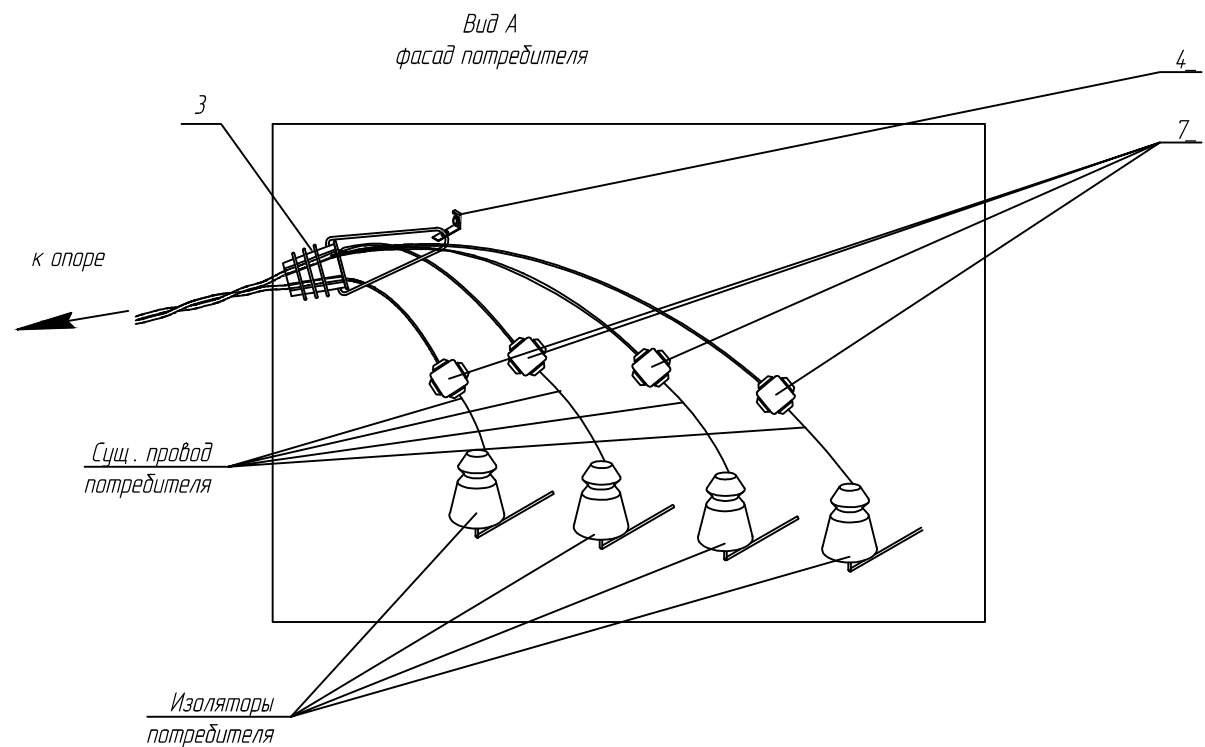 Вид А
фасад потребителя
4
7
3
к опоре
Сущ. провод
потребителя
Изоляторы
потребителя